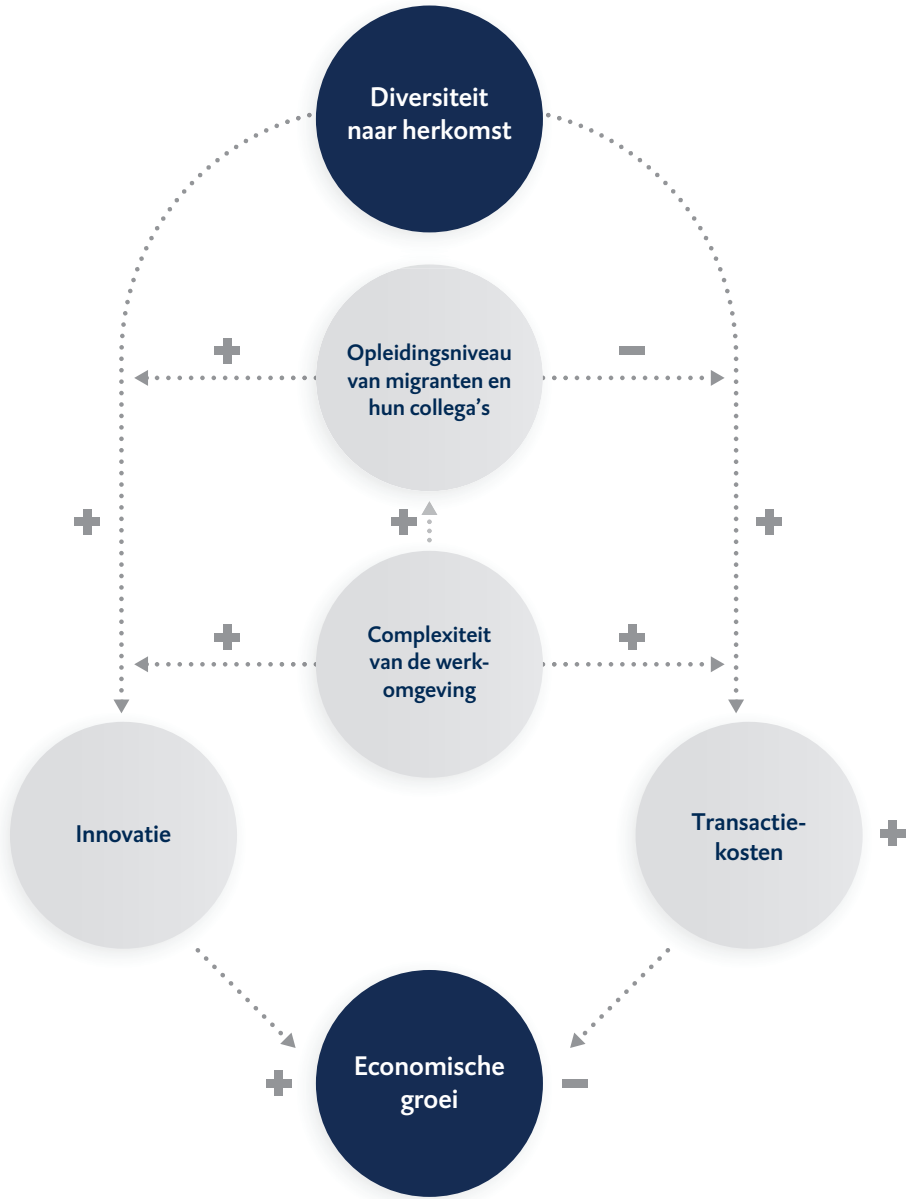 Diversiteit
naar herkomst
+
Opleidingsniveau
van migranten en
hun collega's
−
+
+
+
+
Complexiteit
van de werk-
omgeving
+
Innovatie
Transactie-
kosten
+
+
Economische
groei
−